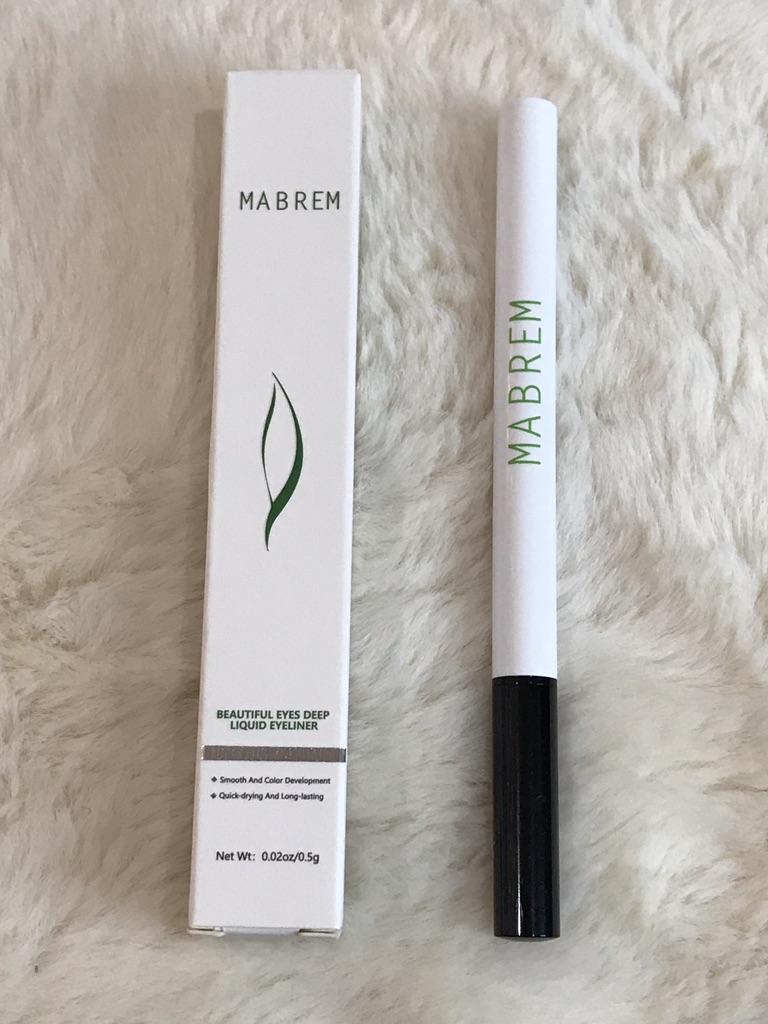 MABREM
BEAUTIFUL EYES DEEP
LIQUID EYELINER
Smooth And Color Development
Quick-drying And Long-lasting
Net Wt: 0.02oz/0.5g
MABREM